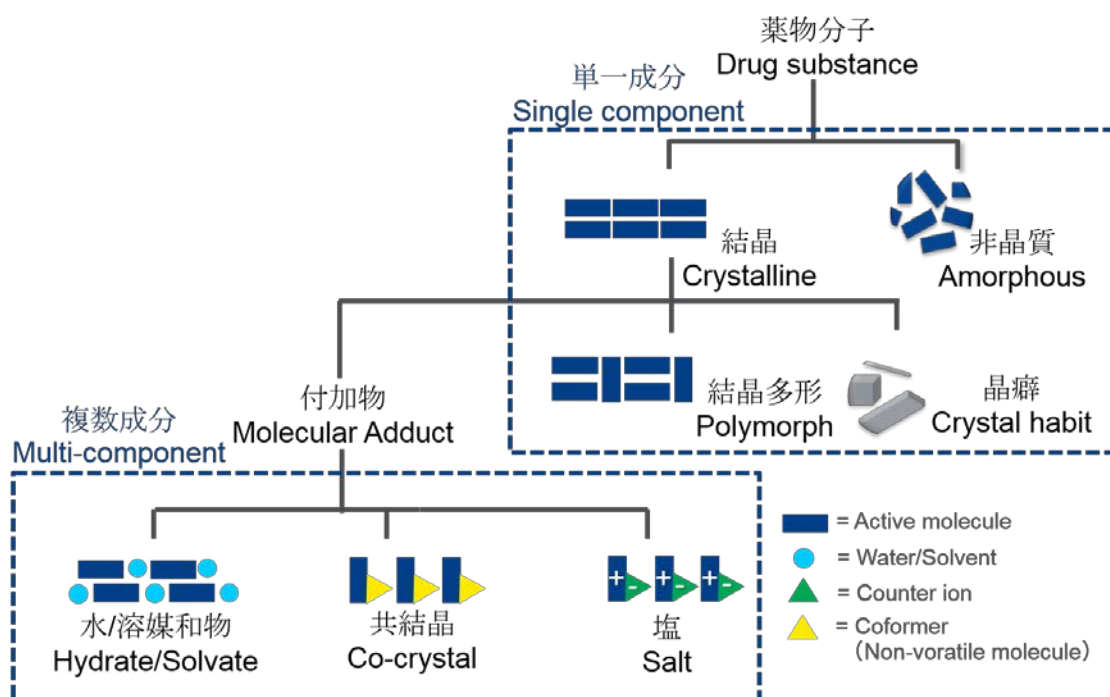 薬物分子
Drug substance
単一成分
Single component
結晶
Crystalline
非晶質
Amorphous
付加物
Molecular Adduct
結晶多形
Polymorph
晶癖
Crystal habit
複数成分
Multi-component
水/溶媒和物
Hydrate/Solvate
共結晶
Co-crystal
+ - + - + -
塩
Salt
= Active molecule
= Water/Solvent
= Counter ion
= Coformer
（Non-voratile molecule）